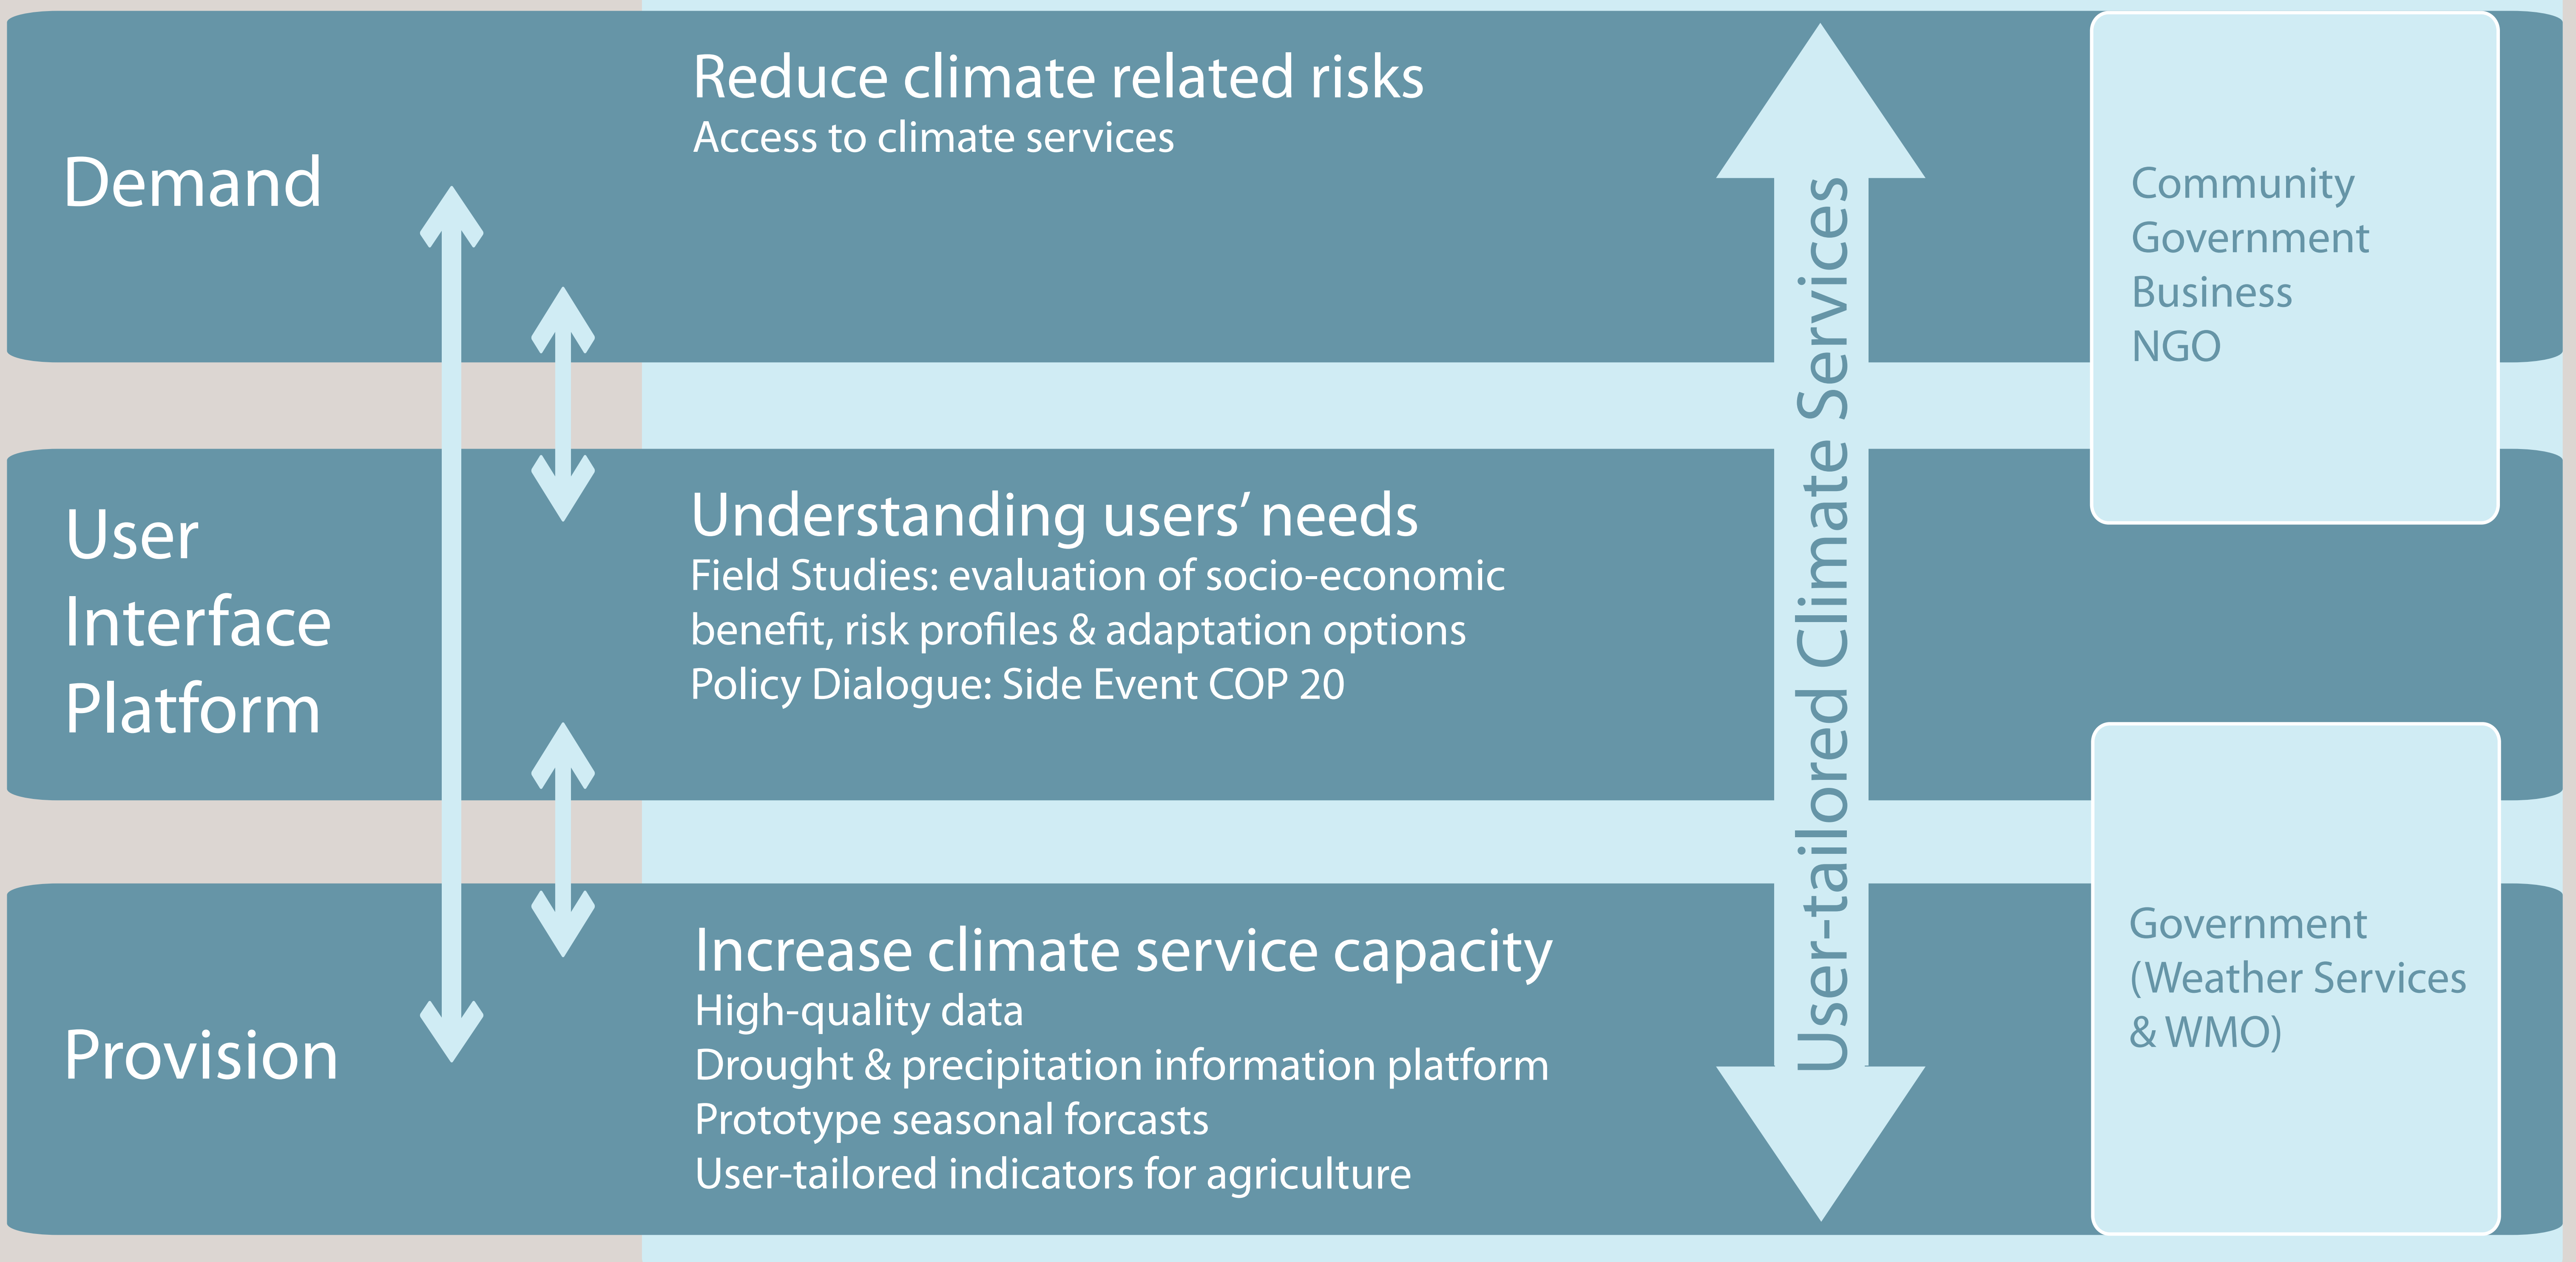 Demand
Reduce climate related risks
Access to climate services
User
Interface
Platform
Understanding users’ needs
Field Studies: evaluation of socio-economic
benefit, risk profiles & adaptation options
Policy Dialogue: Side Event COP 20
Provision
Increase climate service capacity
High-quality data
Drought & precipitation information platform
Prototype seasonal forcasts
User-tailored indicators for agriculture
User-tailored Climate Services
Community
Government
Business
NGO
Government
(Weather Services
& WMO)